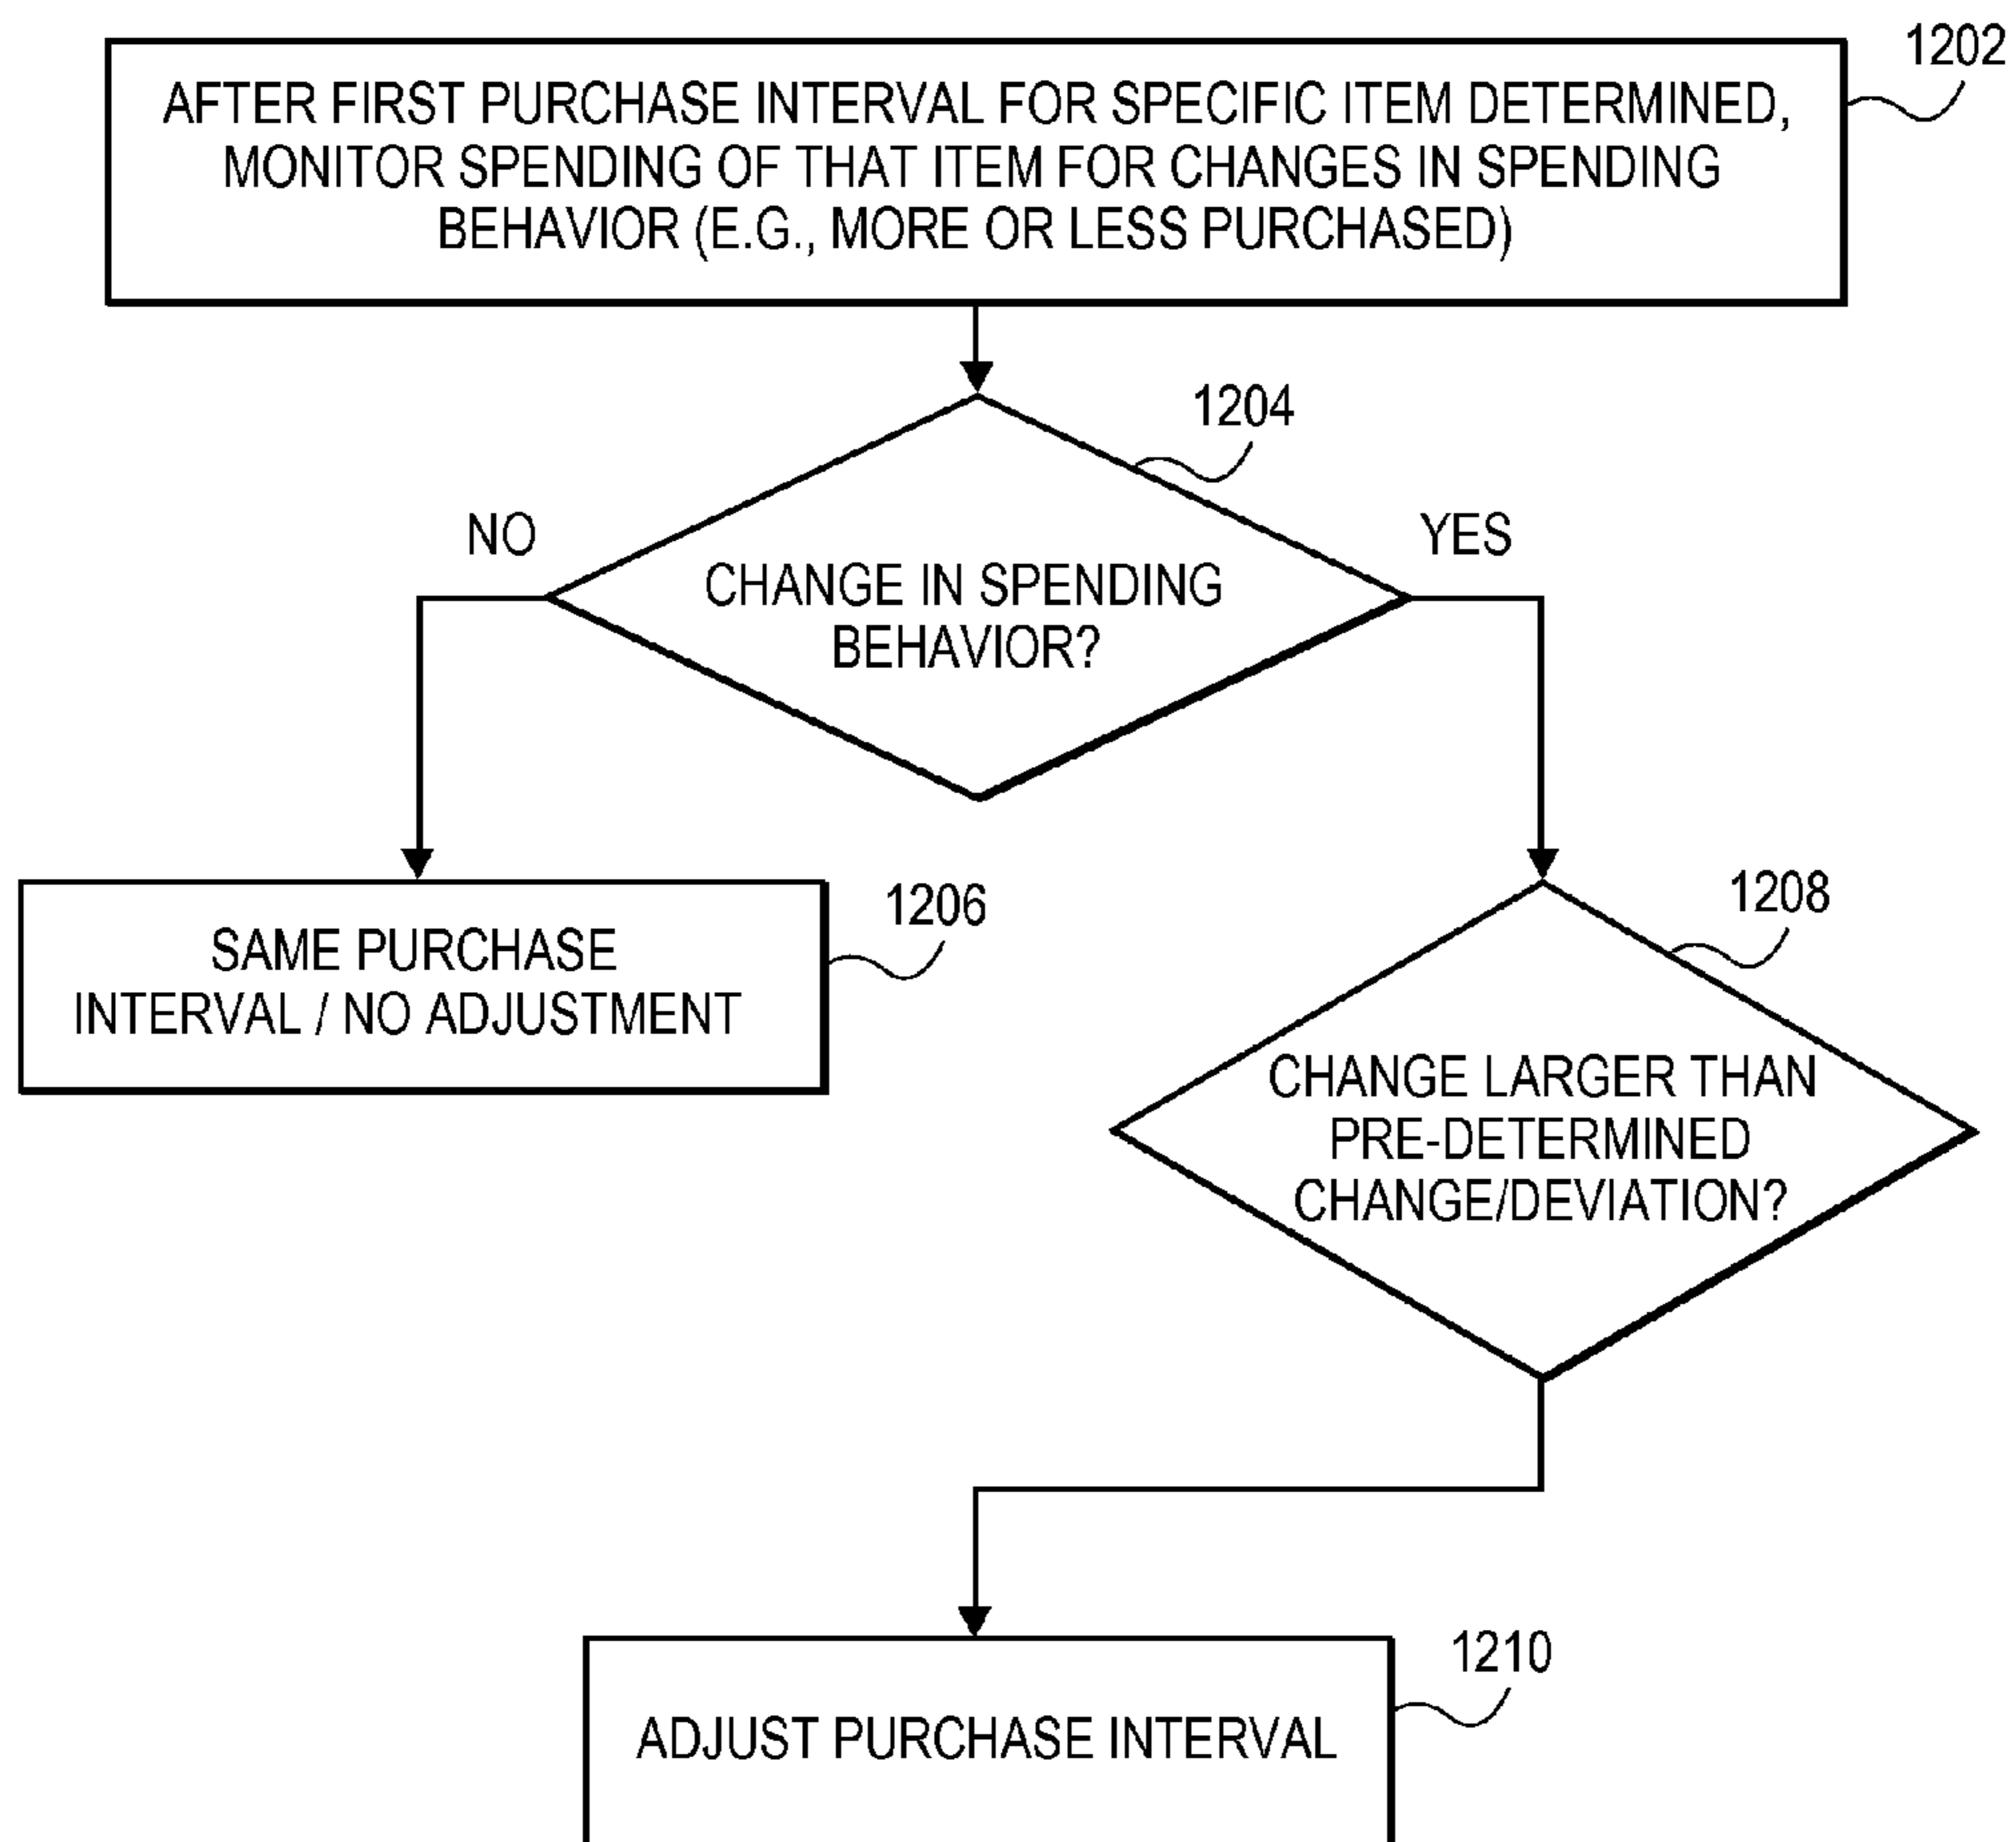 1202
AFTER FIRST PURCHASE INTERVAL FOR SPECIFIC ITEM DETERMINED,
MONITOR SPENDING OF THAT ITEM FOR CHANGES IN SPENDING
BEHAVIOR (E.G., MORE OR LESS PURCHASED)
1204
NO
YES
CHANGE IN SPENDING
BEHAVIOR?
1206
SAME PURCHASE
INTERVAL / NO ADJUSTMENT
1208
CHANGE LARGER THAN
PRE-DETERMINED
CHANGE/DEVIATION?
1210
ADJUST PURCHASE INTERVAL